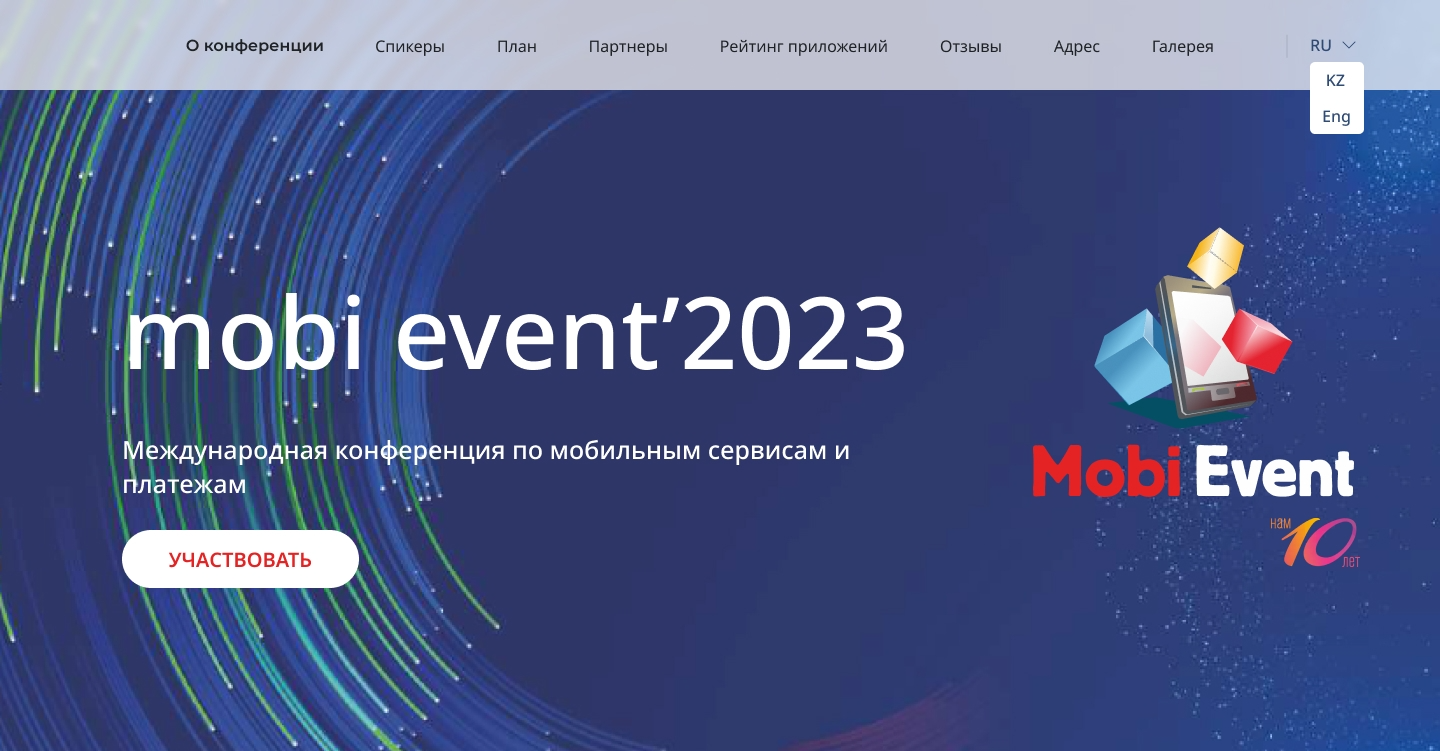 О конференции
Спикеры
План
Партнеры
Рейтинг приложений
Отзывы
Адрес
Галерея
RU
KZ
Eng
mobi event’2023
Международная конференция по мобильным сервисам и
платежам
УЧАСТВОВАТЬ
Mobi Event
нам
10
лет